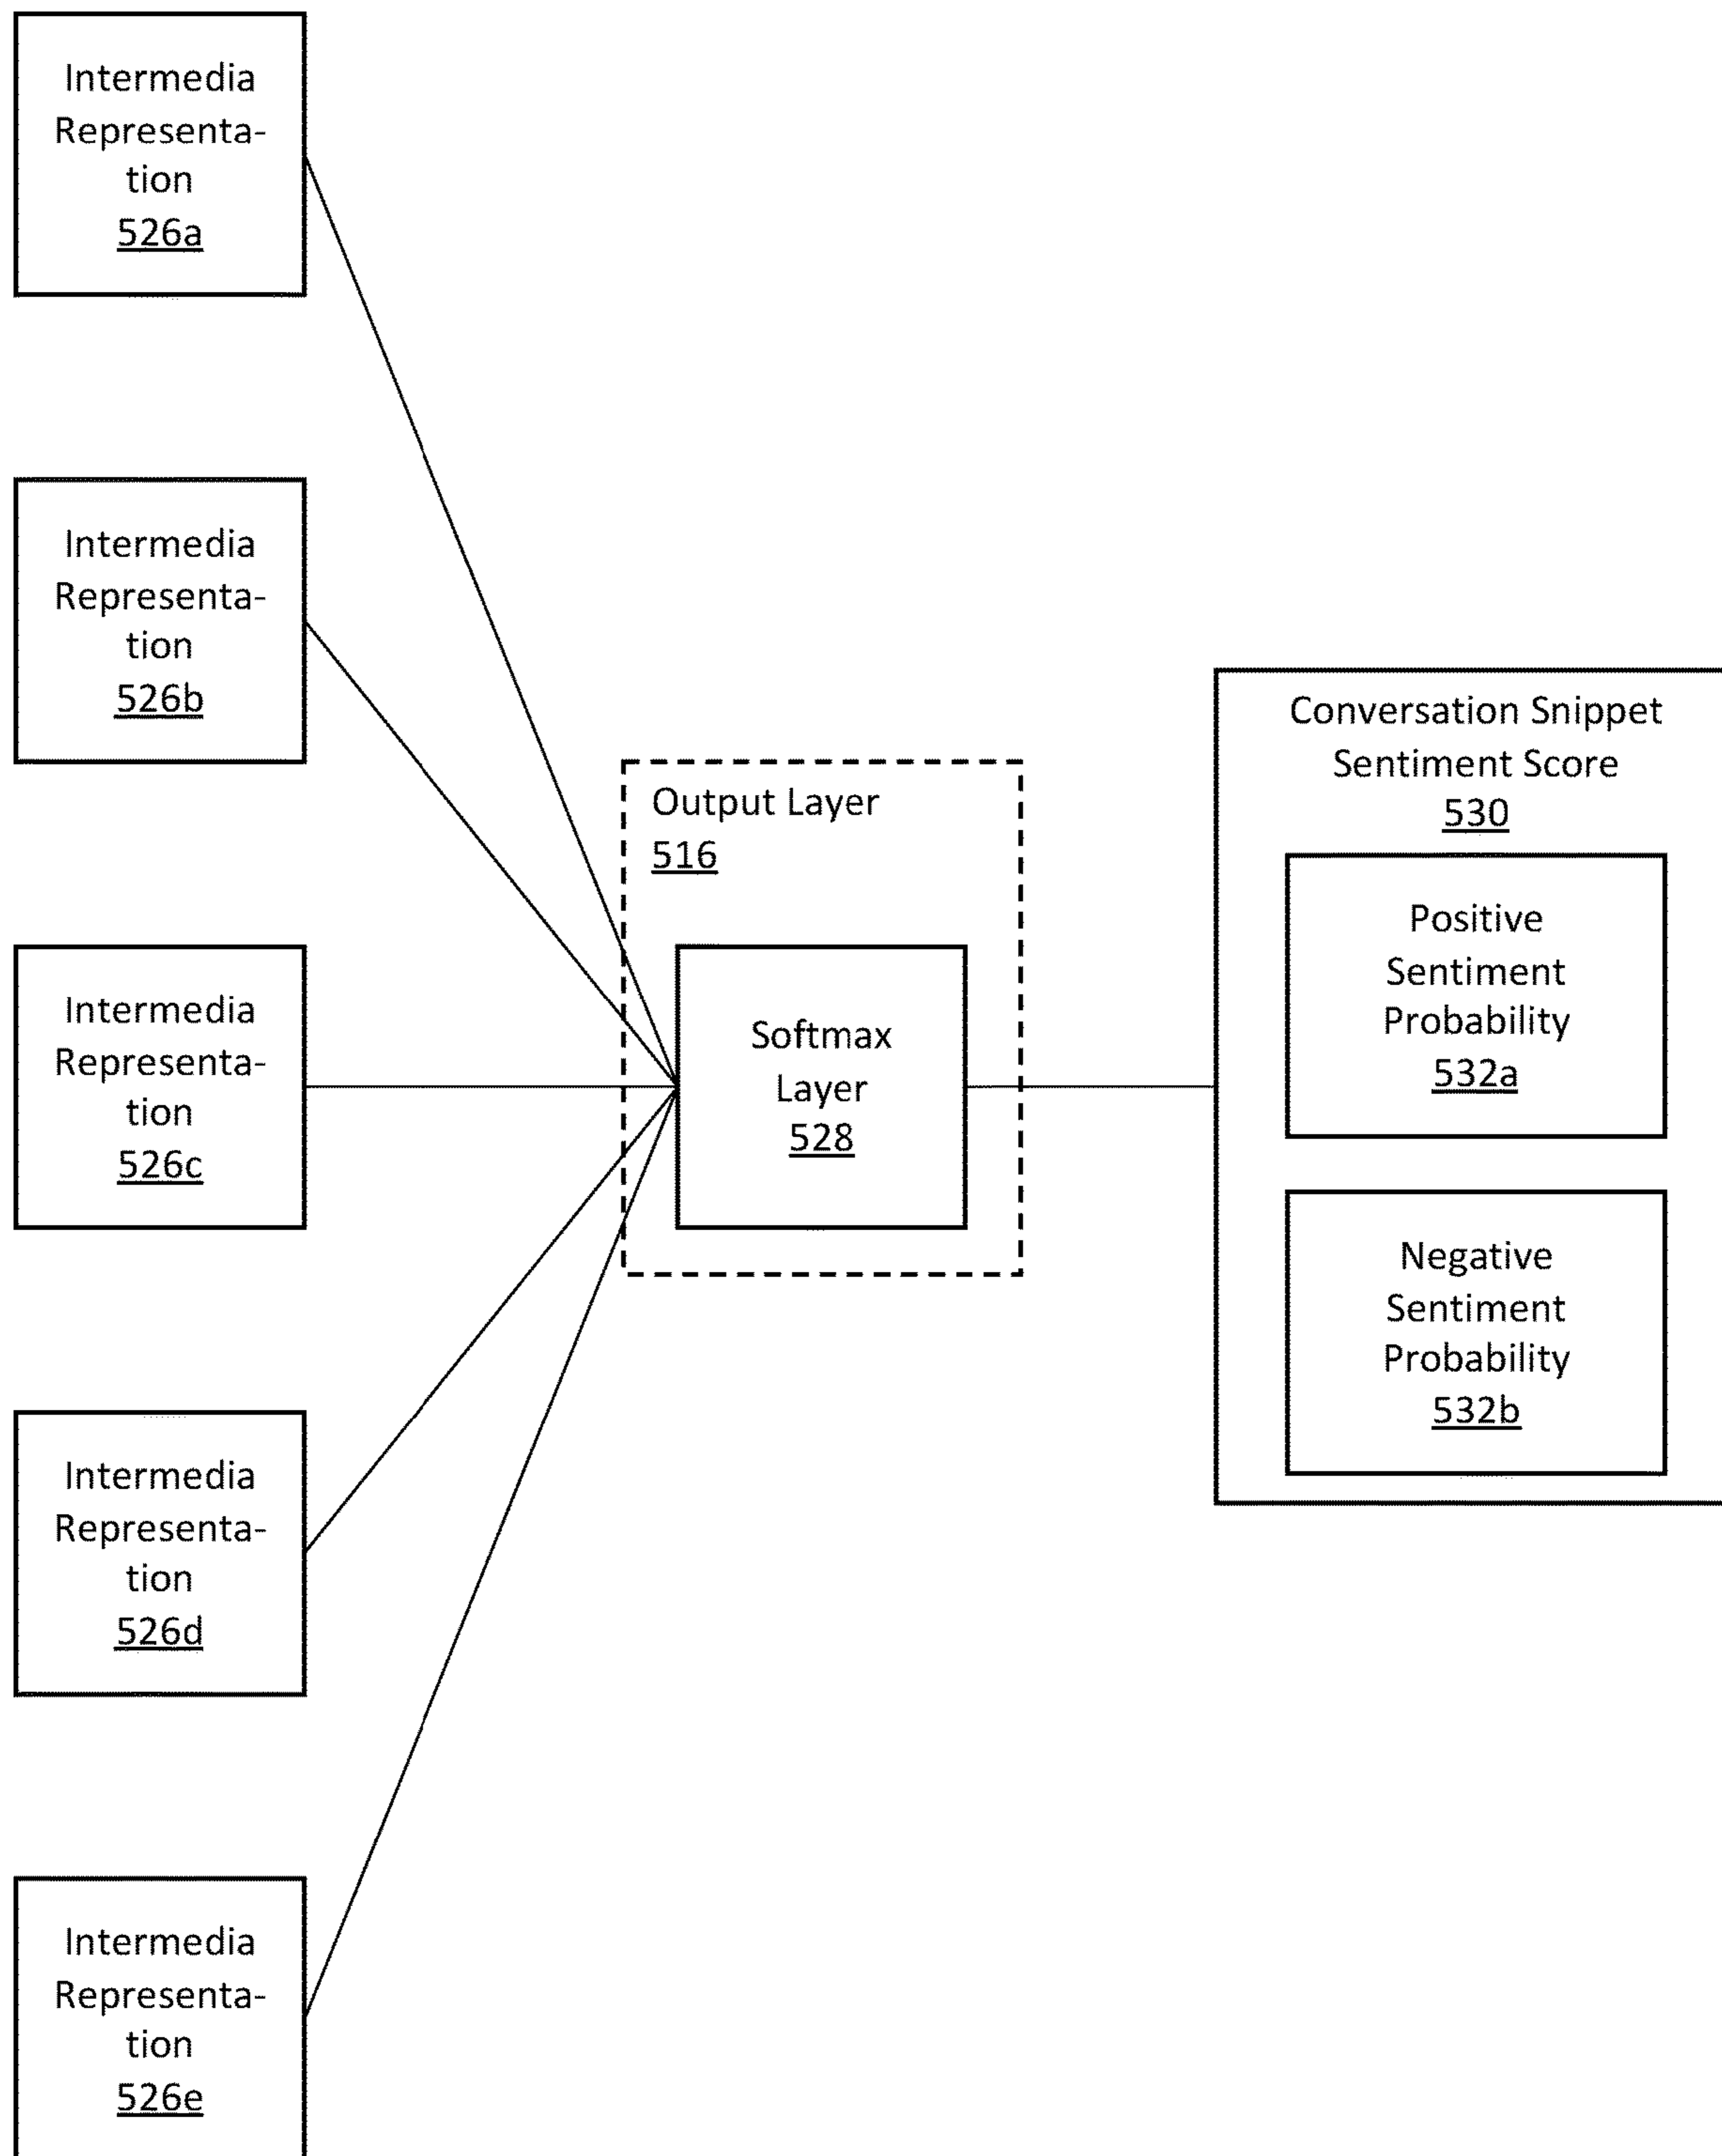 Intermedia
Representa-
tion
526a
Intermedia
Representa-
tion
526b
Intermedia
Representa-
tion
526c
Intermedia
Representa-
tion
526d
Intermedia
Representa-
tion
526e
Output Layer
516
Softmax
Layer
528
Conversation Snippet
Sentiment Score
530
Positive
Sentiment
Probability
532a
Negative
Sentiment
Probability
532b